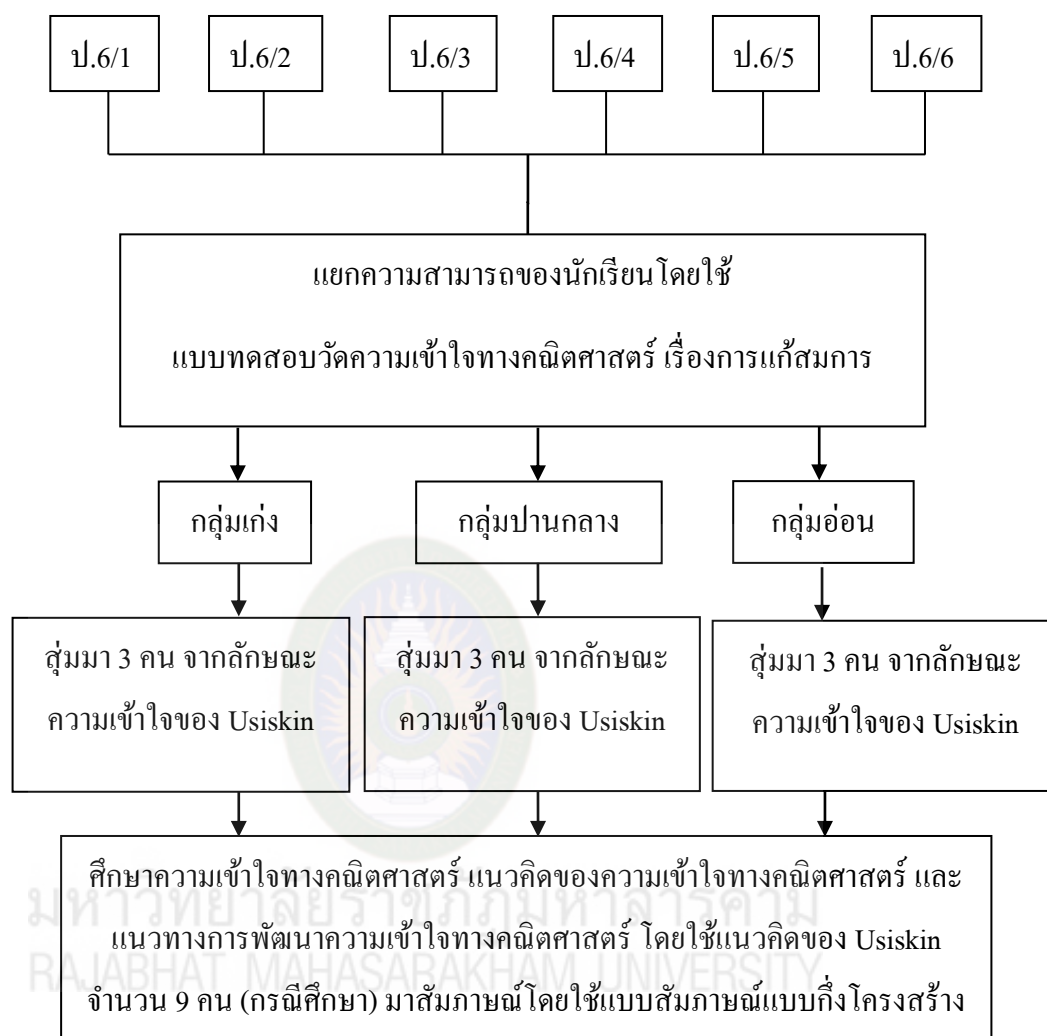 ป.6/1
ป.6/2
ป.6/3
ป.6/4
ป.6/5
ป.6/6
แยกความสามารถของนักเรียนโดยใช้
แบบทดสอบวัดความเข้าใจทางคณิตศาสตร์ เรื่องการแก้สมการ
กลุ่มเก่ง
กลุ่มปานกลาง
กลุ่มอ่อน
สุ่มมา 3 คน จากลักษณะ
ความเข้าใจของ Usiskin
สุ่มมา 3 คน จากลักษณะ
ความเข้าใจของ Usiskin
สุ่มมา 3 คน จากลักษณะ
ความเข้าใจของ Usiskin
ศึกษาความเข้าใจทางคณิตศาสตร์ แนวคิดของความเข้าใจทางคณิตศาสตร์ และ
แนวทางการพัฒนาความเข้าใจทางคณิตศาสตร์ โดยใช้แนวคิดของ Usiskin
จำนวน 9 คน (กรณีศึกษา) มาสัมภาษณ์โดยใช้แบบสัมภาษณ์แบบกึ่งโครงสร้าง
มหาวิทยาลัยราชภัฏมหาสารคาม
RAJABHAT MAHASARAKHAM UNIVERSITY